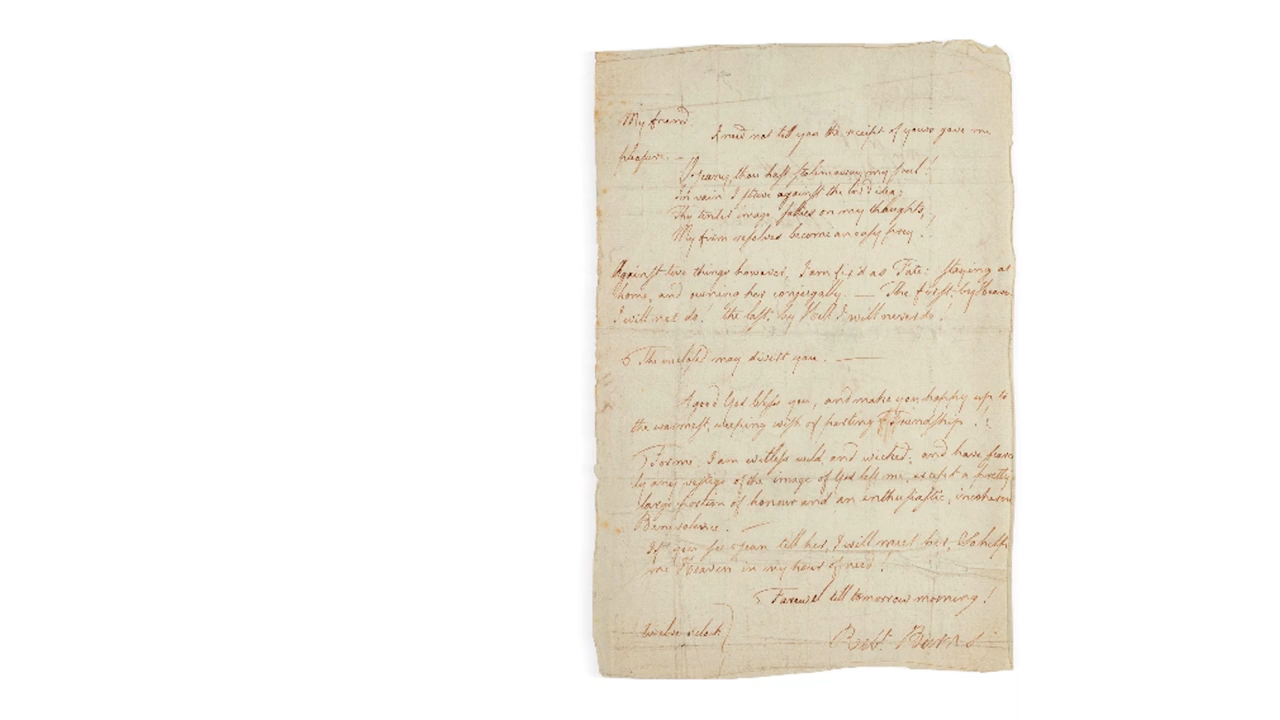 My friend
I need not tell you the receipt of yours gave me
pleasure. —
O Jeany, thou hast stolen away my soul!
In vain I strive against the lov'd idea:
Thy tender image sallies on my thoughts,
My firm resolves become an easy prey!
Against two things however, I am fix'd as Fate: staying at
home, and owning her conjugally. — The first, by Heaven
I will not do! the last, by Hell I will never do!
The inclosed may divert you. —
A good God bless you, and make you happy up to
the warmest, weeping wish of parting Friendship.!
For me, I am witless wild, and wicked; and have scarce
ly any vestige of the image of God left me, except a pretty
large portion of honour and an enthusiastic, incoheren
Benevolence. —
If you see Jean tell her, I will meet her, So help
me Heaven in my hour of need!
Farewel till tomorrow morning!
twelve o'clock
Robt. Burns